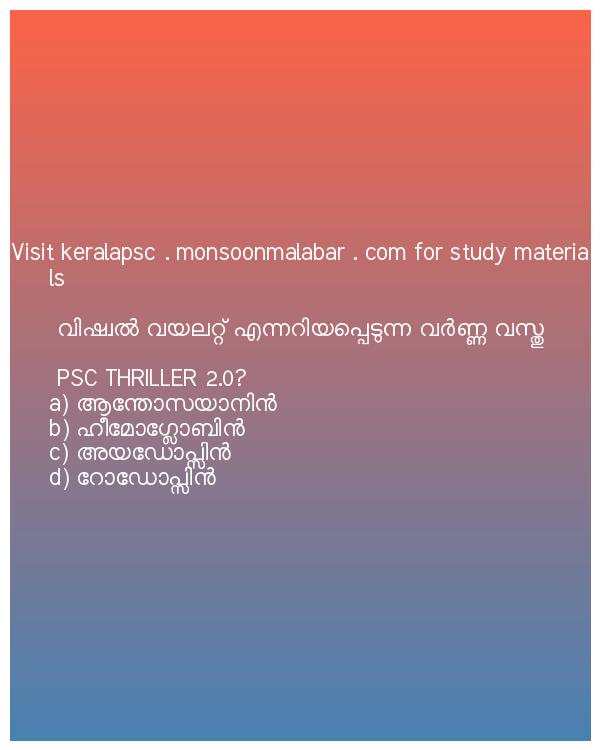 Visit keralapsc . monsoonmalabar . com for study materia
ls
വിഷ്വൽ വയലറ്റ് എന്നറിയപ്പെടുന്ന വർണ്ണ വസ്തു
PSC THRILLER 2.0?
a) ആന്തോസയാനിൻ
b) ഹീമോഗ്ലോബിൻ
c) അയഡോപ്സിൻ
d) റോഡോപ്സിൻ